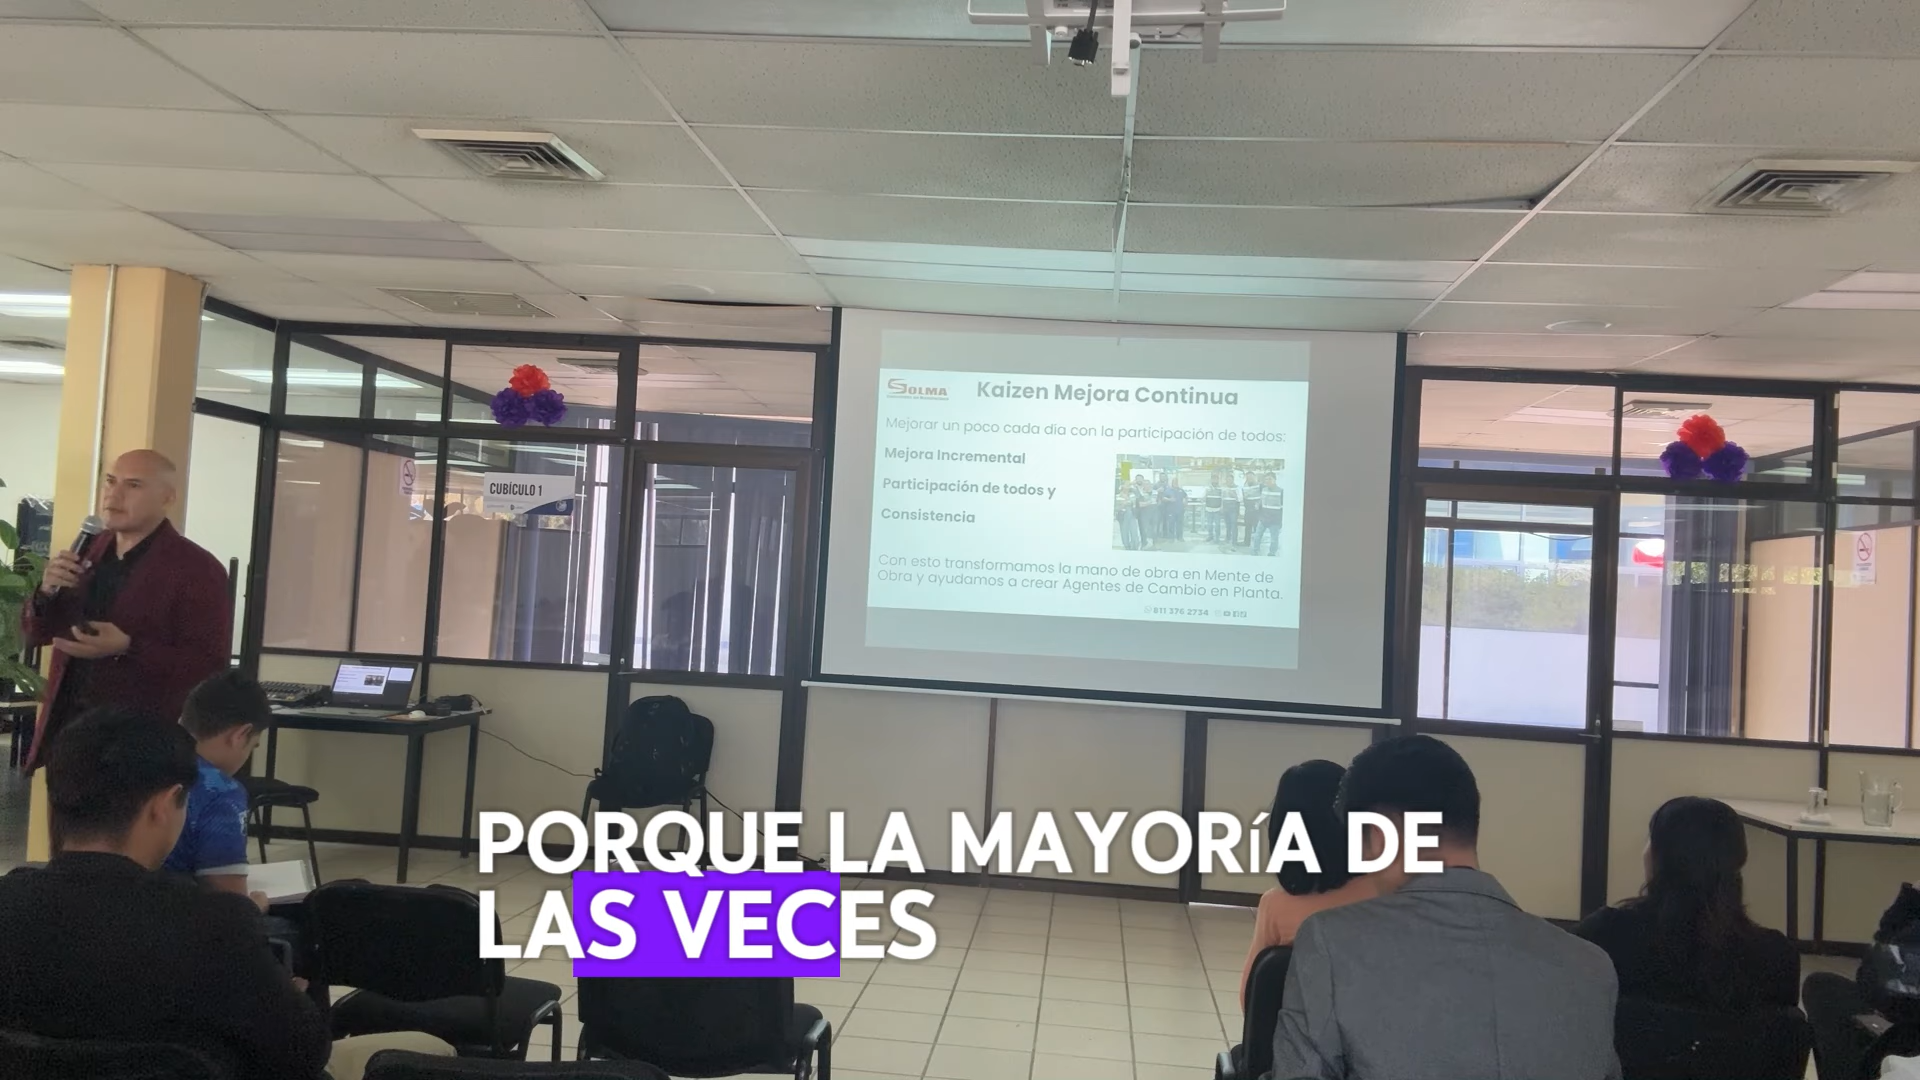 SOLMA
Kaizen Mejora Continua
Mejorar un poco cada día con la participación de todos:
Mejora Incremental
Participación de todos y
Consistencia
Con esto transformamos la mano de obra en Mente de
Obra y ayudamos a crear Agentes de Cambio en Planta.
811 376 2734
CUBÍCULO 1
PORQUE LA MAYORíA DE
LAS VECES